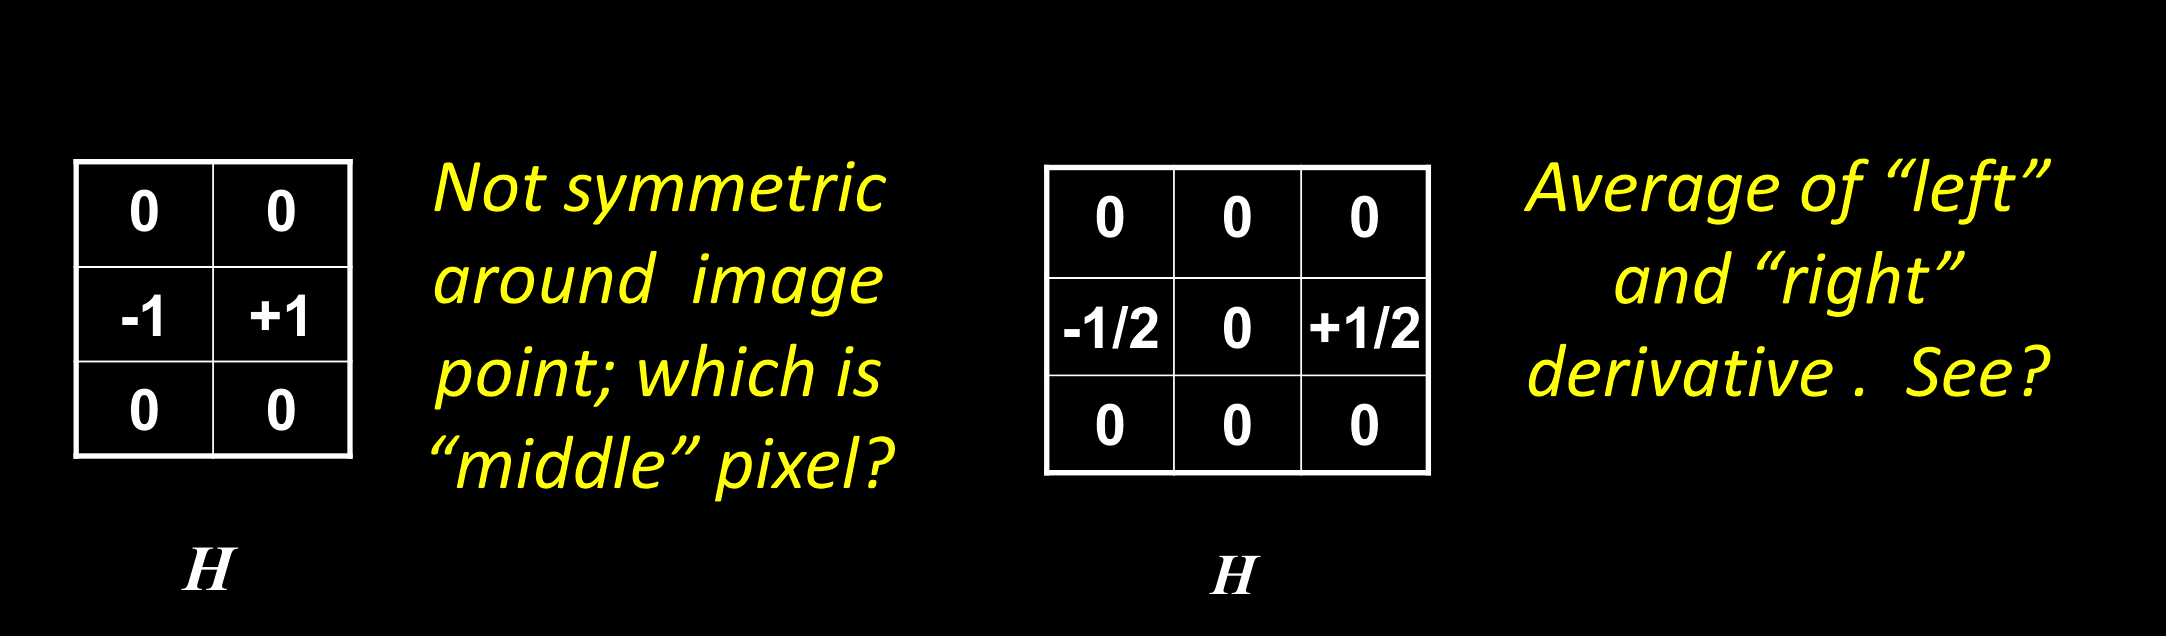 0 0
-1 +1
0 0
H
Not symmetric
around  image
point; which is
“middle” pixel?
0 0 0
-1/2 0 +1/2
0 0 0
H
Average of “left”
and “right”
derivative .  See?